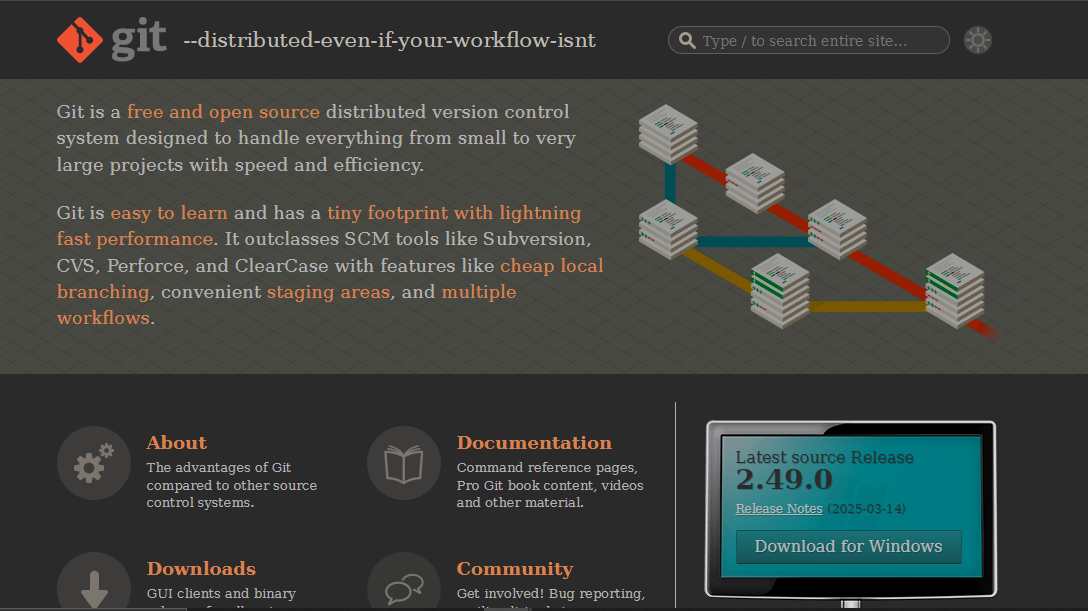 git --distributed-even-if-your-workflow-isnt
Type / to search entire site...
Git is a free and open source distributed version control
system designed to handle everything from small to very
large projects with speed and efficiency.
Git is easy to learn and has a tiny footprint with lightning
fast performance. It outclasses SCM tools like Subversion,
CVS, Perforce, and ClearCase with features like cheap local
branching, convenient staging areas, and multiple
workflows.
About
The advantages of Git
compared to other source
control systems.
Documentation
Command reference pages,
Pro Git book content, videos
and other material.
Downloads
GUI clients and binary
Community
Get involved! Bug reporting,
Latest source Release
2.49.0
Release Notes (2025-03-14)
Download for Windows